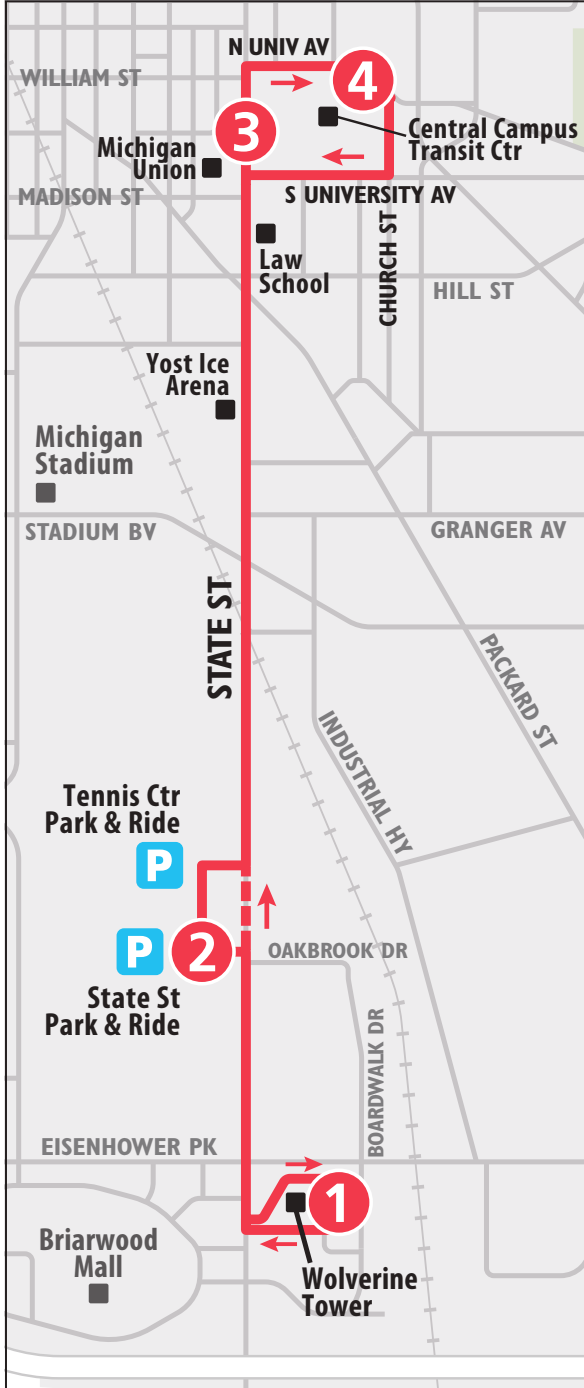 N UNIV AV
WILLIAM ST
4
3
Central Campus
Transit Ctr
Michigan
Union
MADISON ST
S UNIVERSITY AV
CHURCH ST
Law
School
HILL ST
Yost Ice
Arena
Michigan
Stadium
STADIUM BV
GRANGER AV
STATE ST
PACKARD ST
INDUSTRIAL HY
Tennis Ctr
Park & Ride
P
P
2
OAKBROOK DR
State St
Park & Ride
BOARDWALK DR
EISENHOWER PK
1
Briarwood
Mall
Wolverine
Tower